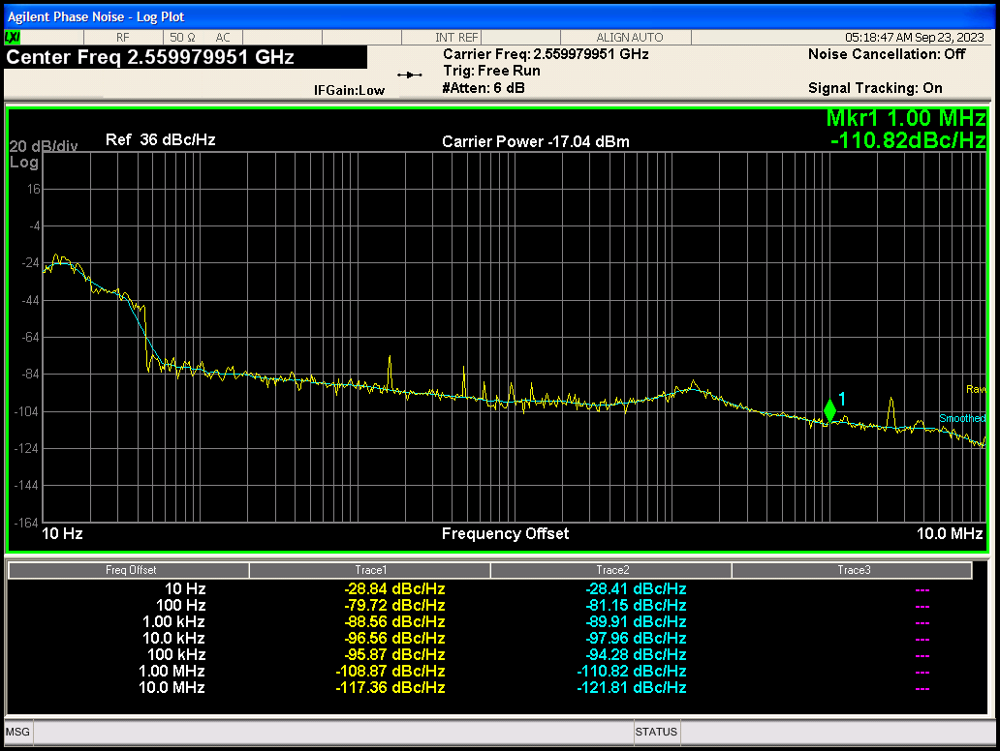 Agilent Phase Noise - Log Plot
LXI RF 50 Ω AC INT REF ALIGN AUTO 05:18:47 AM Sep 23, 2023
Center Freq 2.559979951 GHz
Carrier Freq: 2.559979951 GHz
Noise Cancellation: Off
Trig: Free Run
IFGain:Low
#Atten: 6 dB
Signal Tracking: On
Mkr1 1.00 MHz
-110.82dBc/Hz
20 dB/div
Log
Ref 36 dBc/Hz
Carrier Power -17.04 dBm
16
-4
-24
-44
-64
-84
-104
-124
-144
-164
1
Raw
Smoothed
10 Hz Frequency Offset 10.0 MHz
Freq Offset Trace1 Trace2 Trace3
10 Hz -28.84 dBc/Hz -28.41 dBc/Hz ---
100 Hz -79.72 dBc/Hz -81.15 dBc/Hz ---
1.00 kHz -88.56 dBc/Hz -89.91 dBc/Hz ---
10.0 kHz -96.56 dBc/Hz -97.96 dBc/Hz ---
100 kHz -95.87 dBc/Hz -94.28 dBc/Hz ---
1.00 MHz -108.87 dBc/Hz -110.82 dBc/Hz ---
10.0 MHz -117.36 dBc/Hz -121.81 dBc/Hz ---
MSG STATUS